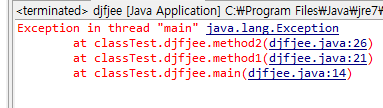 <terminated> djfjee [Java Application] C:₩Program Files₩Java₩jre7₩
Exception in thread "main" java.lang.Exception
at classTest.djfjee.method2(djfjee.java:26)
at classTest.djfjee.method1(djfjee.java:21)
at classTest.djfjee.main(djfjee.java:14)